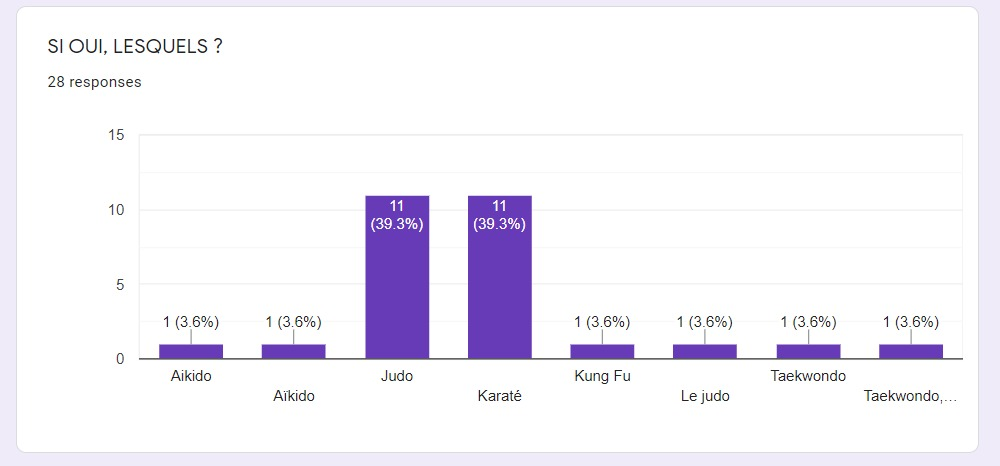 SI OUI, LESQUELS ?
28 responses
15
10
5
0
11
(39.3%)
11
(39.3%)
1 (3.6%)
1 (3.6%)
1 (3.6%)
1 (3.6%)
1 (3.6%)
1 (3.6%)
Aikido
Aïkido
Judo
Karaté
Kung Fu
Le judo
Taekwondo
Taekwondo,...